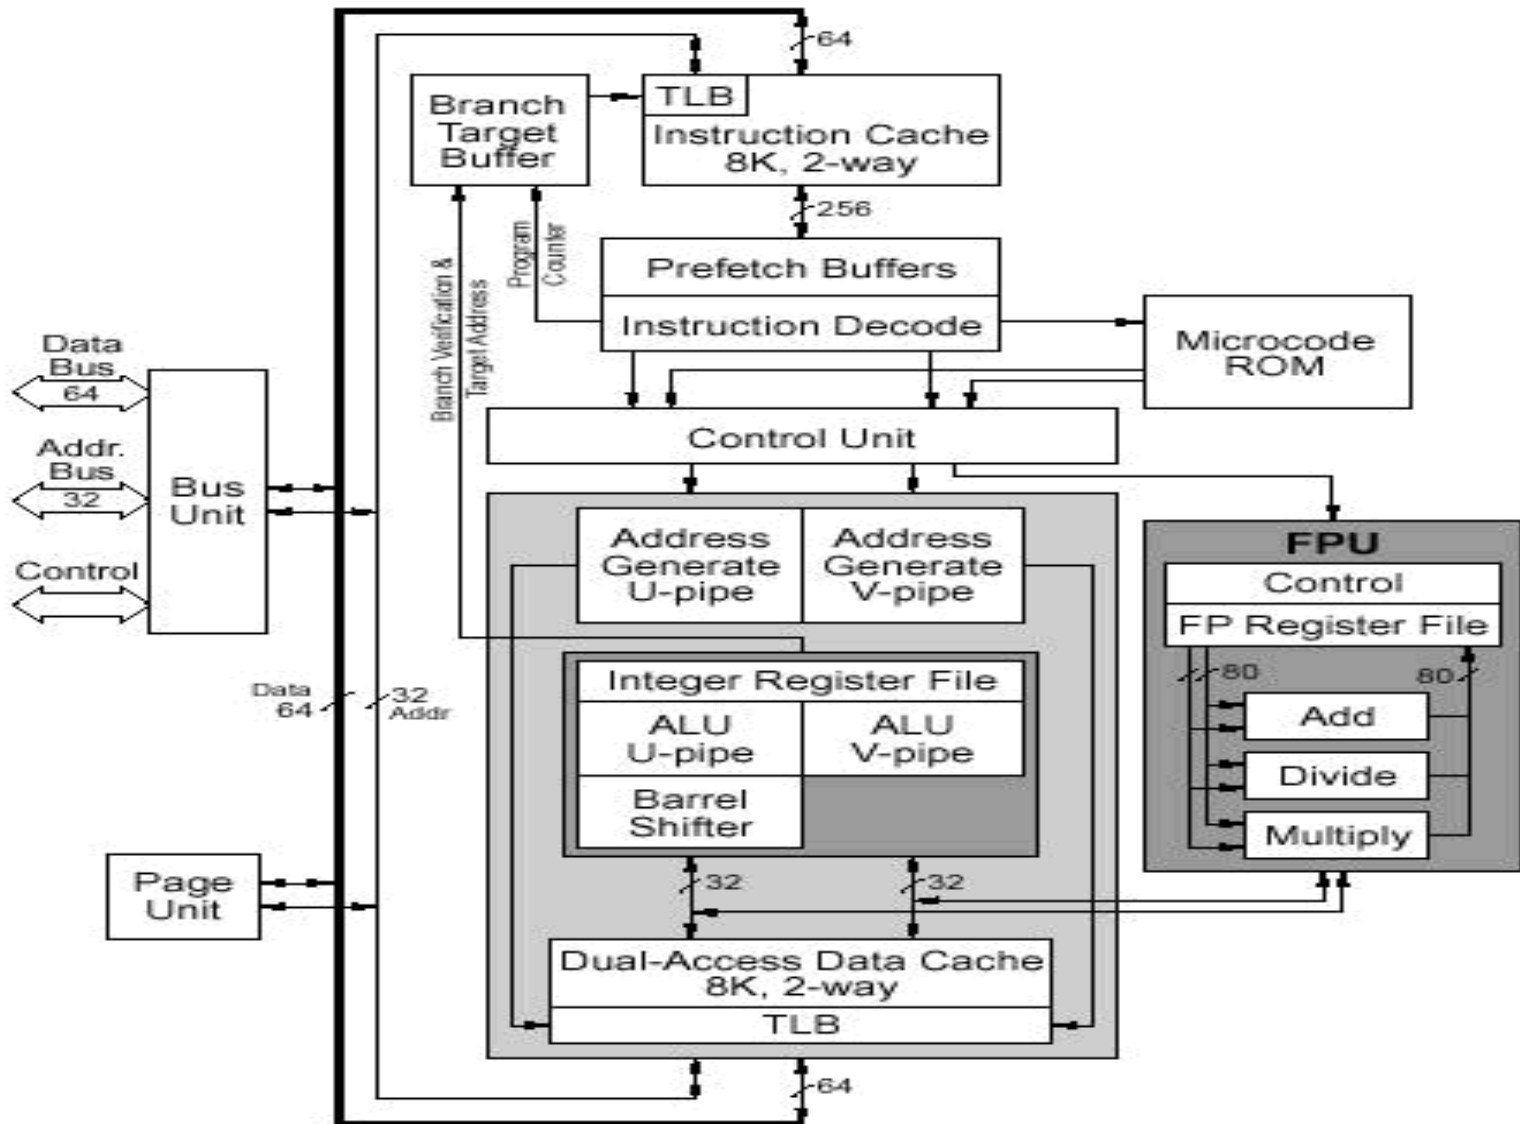 64
TLB
Instruction Cache
8K, 2-way
Branch
Target
Buffer
256
Program
Counter
Branch Verification &
Target Address
Prefetch Buffers
Instruction Decode
Microcode
ROM
Control Unit
Data
Bus
64
Addr.
Bus
32
Control
Bus
Unit
Address
Generate
U-pipe
Address
Generate
V-pipe
FPU
Control
FP Register File
80
80
Add
Divide
Multiply
Data
64
32
Addr
Integer Register File
ALU
U-pipe
ALU
V-pipe
Barrel
Shifter
32
32
Page
Unit
Dual-Access Data Cache
8K, 2-way
TLB
64